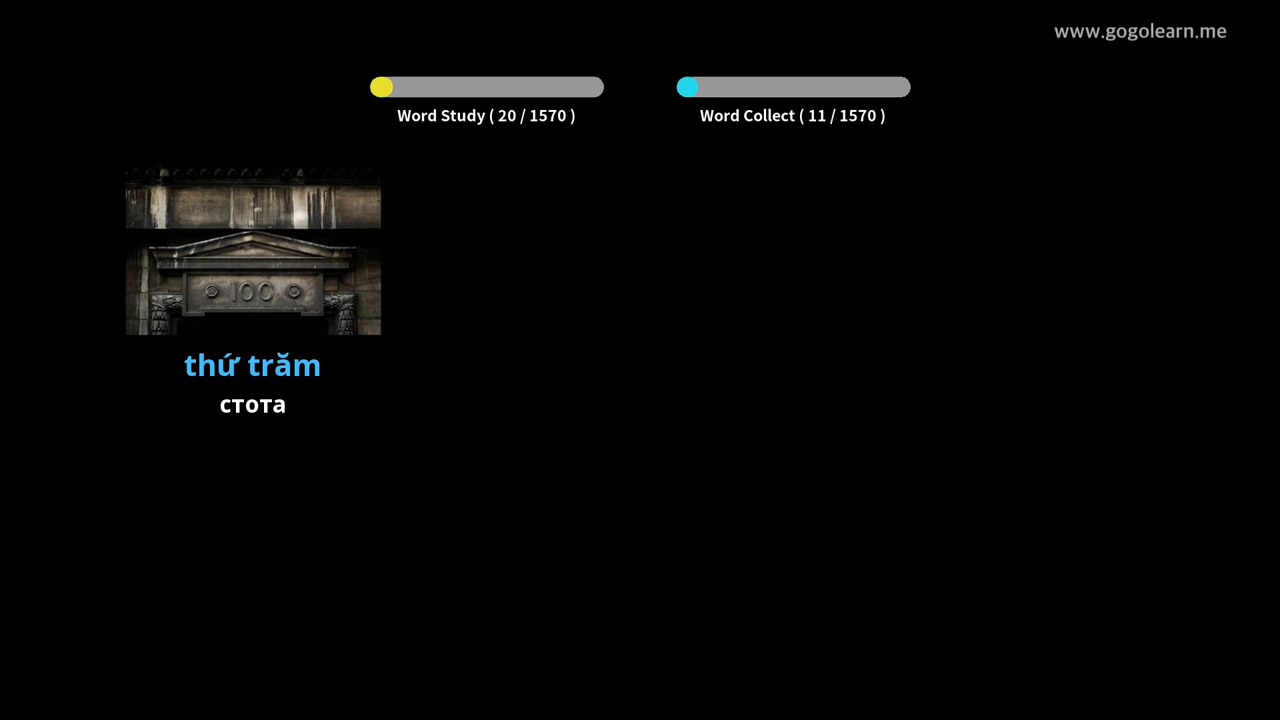 www.gogolearn.me
Word Study ( 20 / 1570 )
Word Collect ( 11 / 1570 )
100
thứ trăm
стота